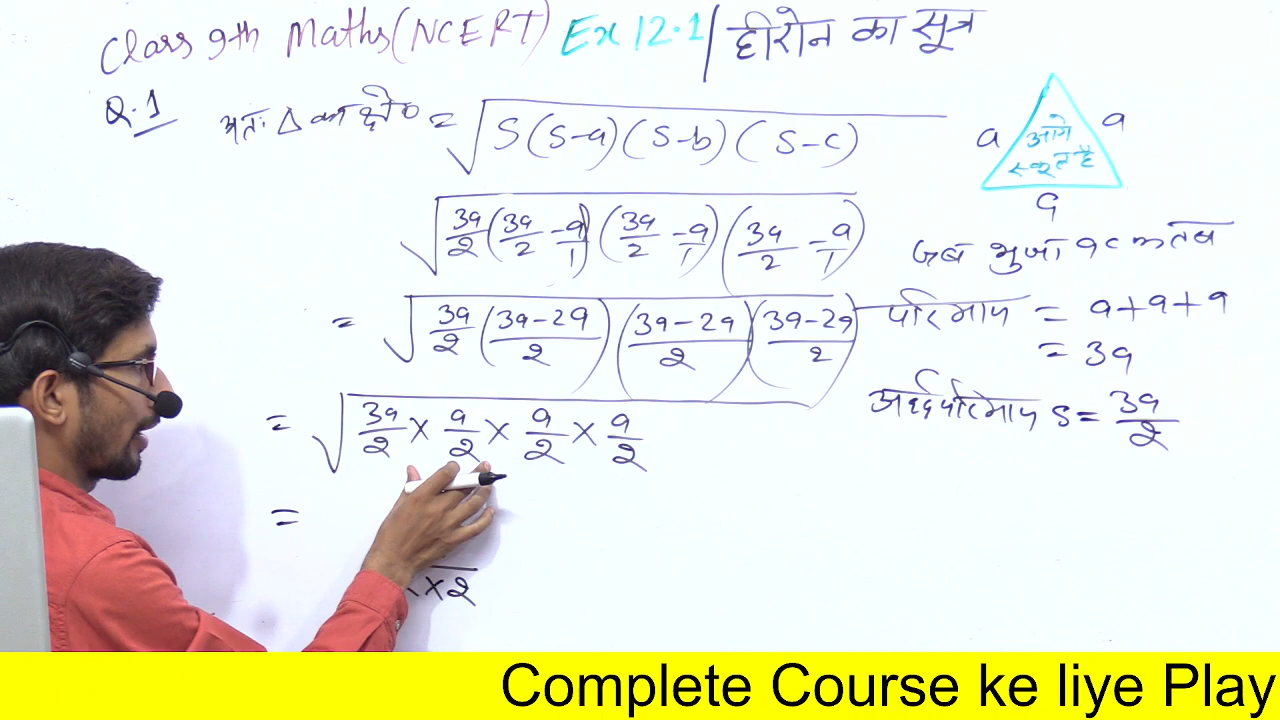 Class 9th Maths (NCERT) Ex 12.1 | हीरोन का सूत्र
Q.1
अतः Δ का क्षे० = √S(S-a)(S-b)(S-c)
√3a/2 (3a/2 - a/1) (3a/2 - a/1) (3a/2 - a/1)
= √3a/2 (3a-2a/2) (3a-2a/2) (3a-2a/2)
= √3a/2 × a/2 × a/2 × a/2
=
×2
a a
आगे
स्कूल है
a
जब भुजा
परिमाप = a+a+a
= 3a
अर्द्धपरिमाप S = 3a/2
Complete Course ke liye Play